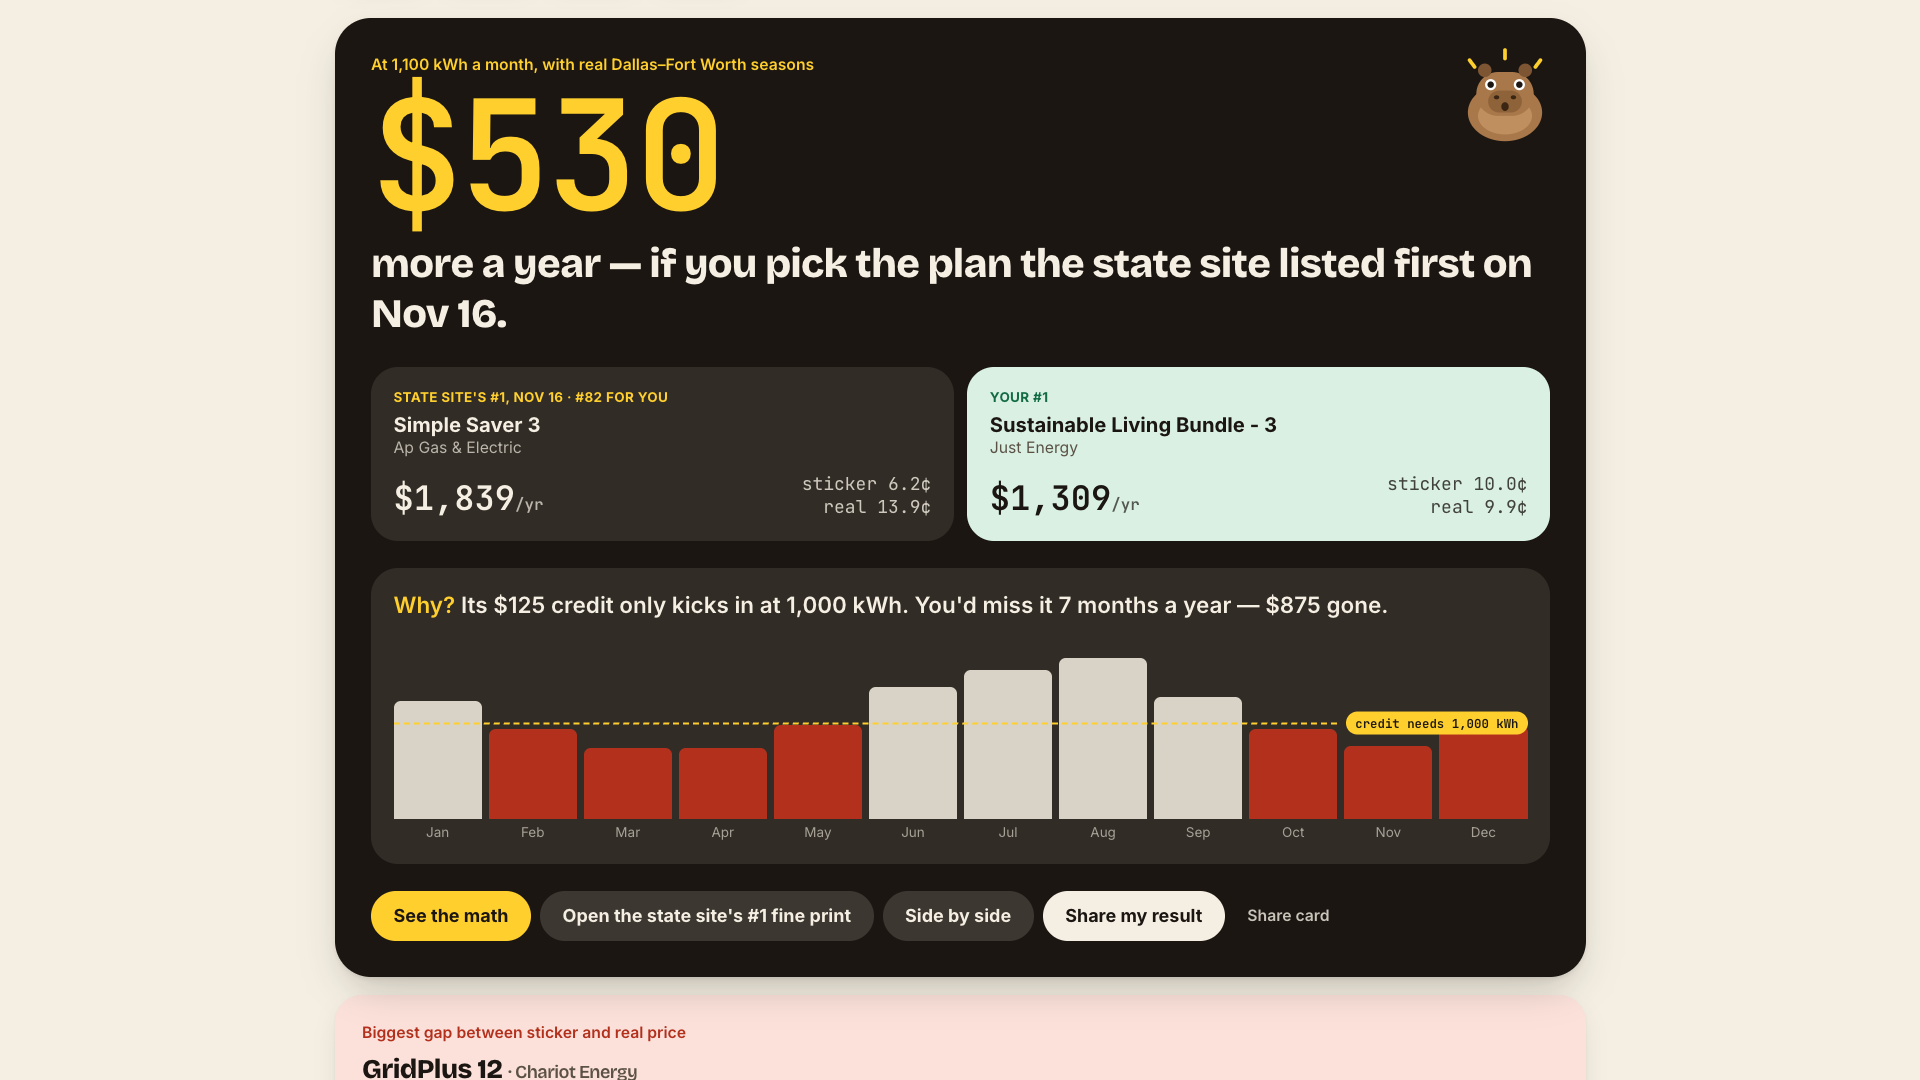 At 1,100 kWh a month, with real Dallas–Fort Worth seasons
$530
more a year — if you pick the plan the state site listed first on
Nov 16.
STATE SITE'S #1, NOV 16 · #82 FOR YOU
Simple Saver 3
Ap Gas & Electric
$1,839/yr
sticker 6.2¢
real 13.9¢
YOUR #1
Sustainable Living Bundle - 3
Just Energy
$1,309/yr
sticker 10.0¢
real 9.9¢
Why? Its $125 credit only kicks in at 1,000 kWh. You'd miss it 7 months a year — $875 gone.
credit needs 1,000 kWh
Jan Feb Mar Apr May Jun Jul Aug Sep Oct Nov Dec
See the math
Open the state site's #1 fine print
Side by side
Share my result
Share card
Biggest gap between sticker and real price
GridPlus 12 · Chariot Energy